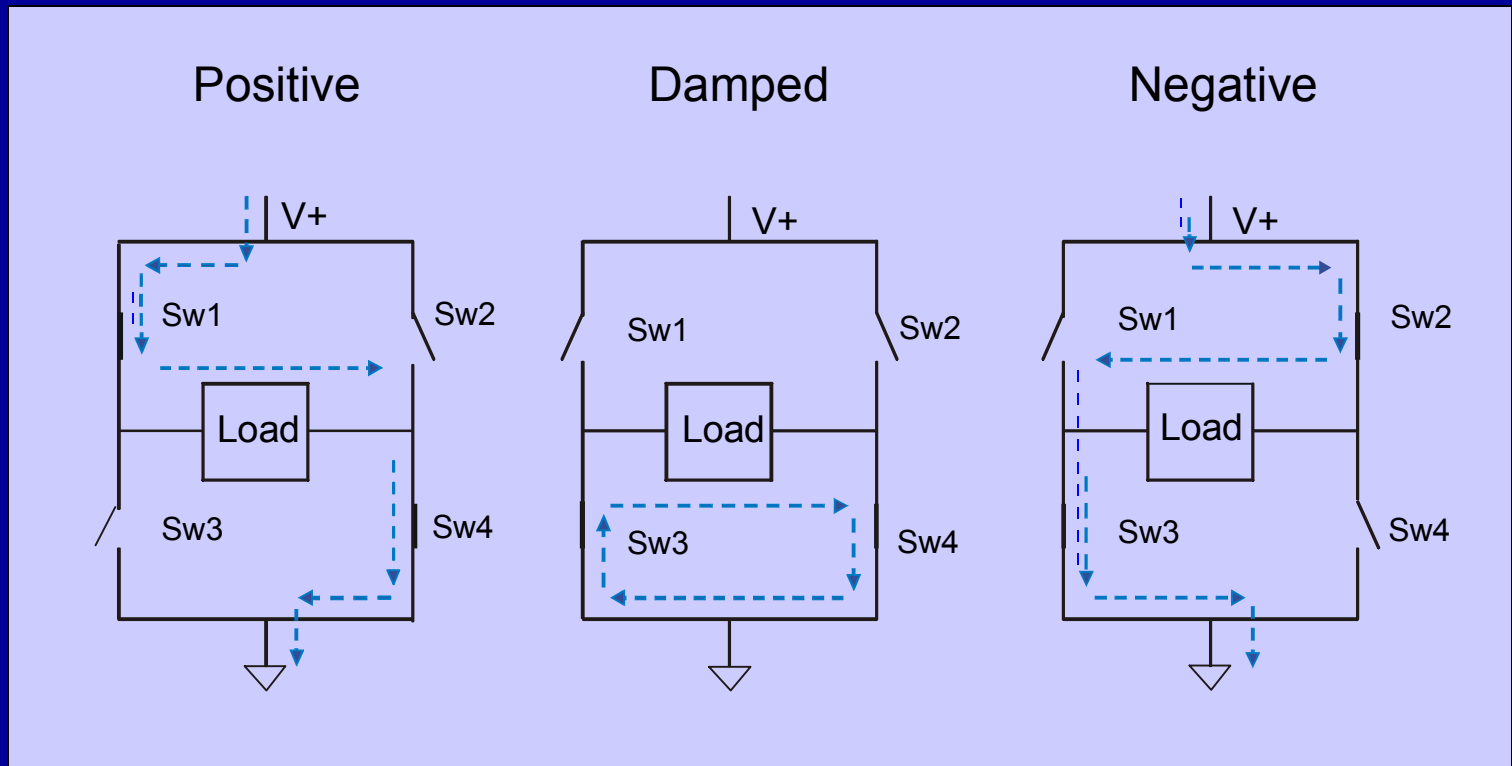 Positive
Damped
Negative
V+
Sw1
Sw2
Load
Sw3
Sw4
V+
Sw1
Sw2
Load
Sw3
Sw4
V+
Sw1
Sw2
Load
Sw3
Sw4